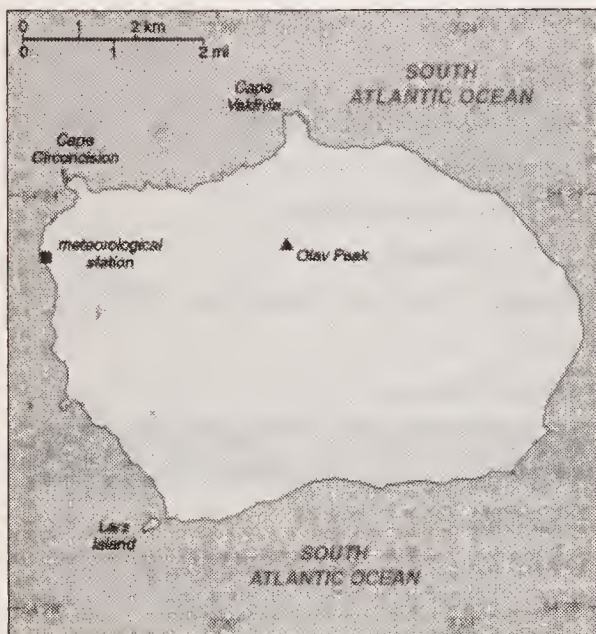 0 1 2 km
0 1 2 mi
SOUTH
ATLANTIC OCEAN
Cape
Valdivia
Cape
Circoncision
meteorological
station
Olav Peak
Lars
Island
SOUTH
ATLANTIC OCEAN